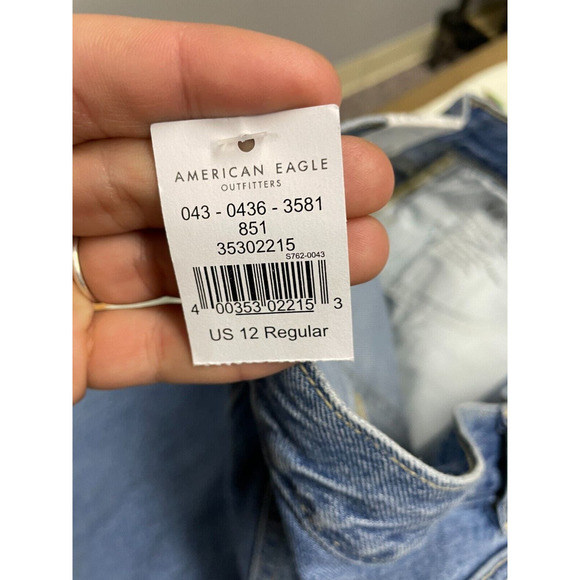 AMERICAN EAGLE
OUTFITTERS
043 - 0436 - 3581
851
35302215
S762-0043
4 00353 02215 3
US 12 Regular